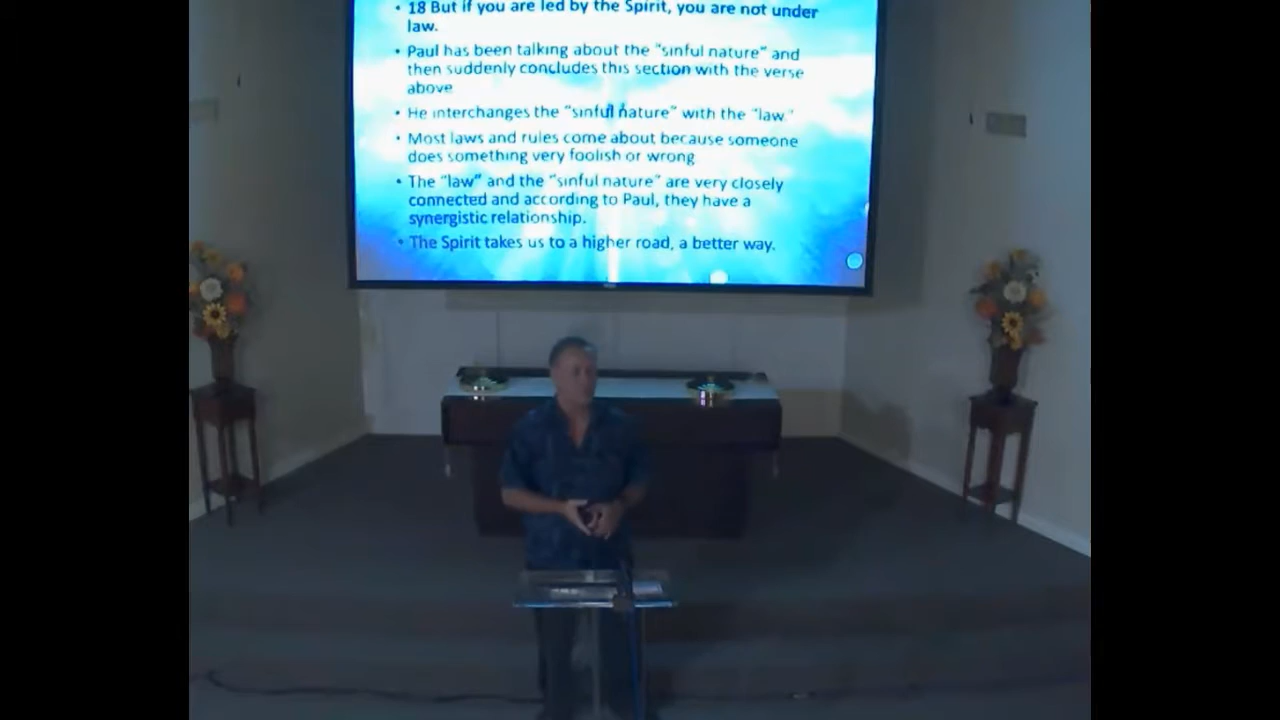 • 18 But if you are led by the Spirit, you are not under
law.
• Paul has been talking about the "sinful nature" and
then suddenly concludes this section with the verse
above
• He interchanges the "sinful nature" with the "law."
• Most laws and rules come about because someone
does something very foolish or wrong
• The "law" and the "sinful nature" are very closely
connected and according to Paul, they have a
synergistic relationship.
• The Spirit takes us to a higher road, a better way.